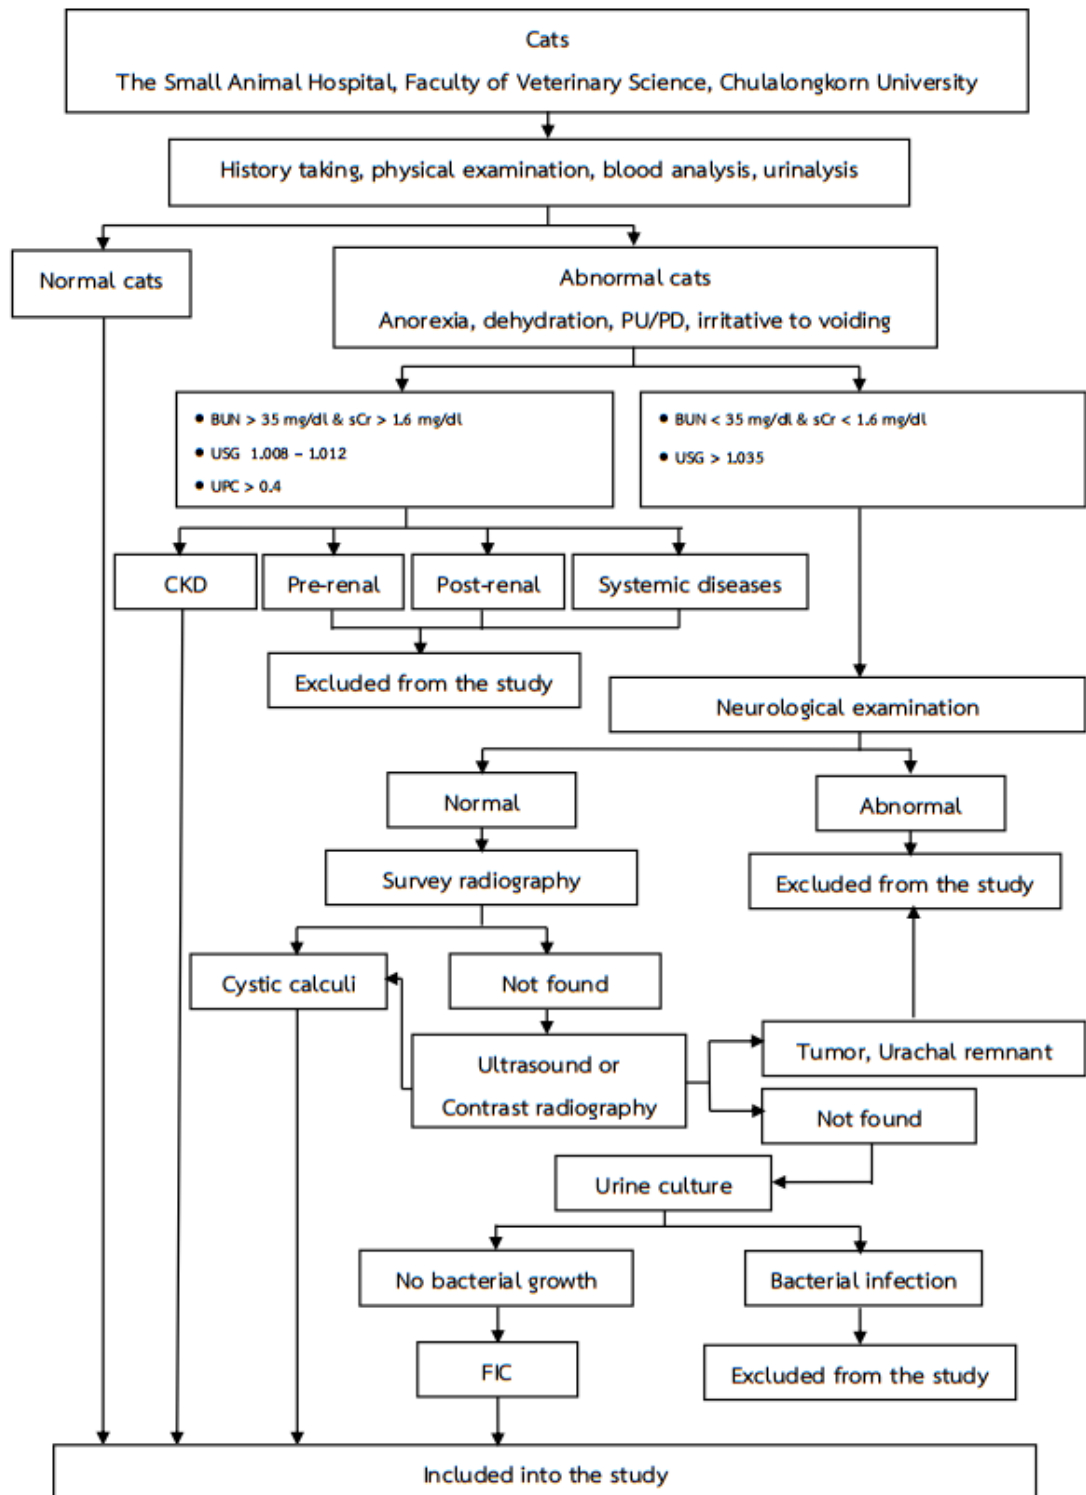 Cats
The Small Animal Hospital, Faculty of Veterinary Science, Chulalongkorn University
History taking, physical examination, blood analysis, urinalysis
Normal cats
Abnormal cats
Anorexia, dehydration, PU/PD, irritative to voiding
• BUN > 35 mg/dl & sCr > 1.6 mg/dl
• USG 1.008 – 1.012
• UPC > 0.4
• BUN < 35 mg/dl & sCr < 1.6 mg/dl
• USG > 1.035
CKD
Pre-renal
Post-renal
Systemic diseases
Excluded from the study
Neurological examination
Normal
Abnormal
Survey radiography
Excluded from the study
Cystic calculi
Not found
Ultrasound or
Contrast radiography
Tumor, Urachal remnant
Not found
Urine culture
No bacterial growth
Bacterial infection
FIC
Excluded from the study
Included into the study